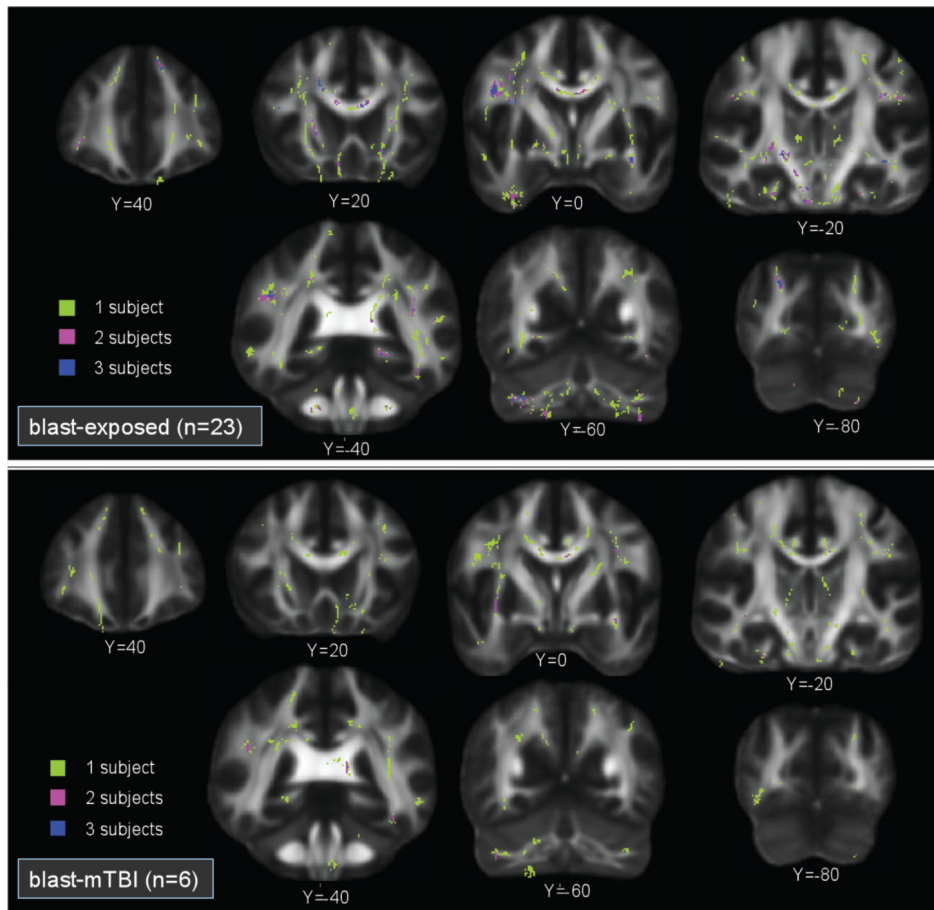 Y=40
Y=20
Y=0
Y=-20
1 subject
2 subjects
3 subjects
blast-exposed (n=23)
Y=-40
Y=-60
Y=-80
Y=40
Y=20
Y=0
Y=-20
1 subject
2 subjects
3 subjects
blast-mTBI (n=6)
Y=-40
Y=-60
Y=-80